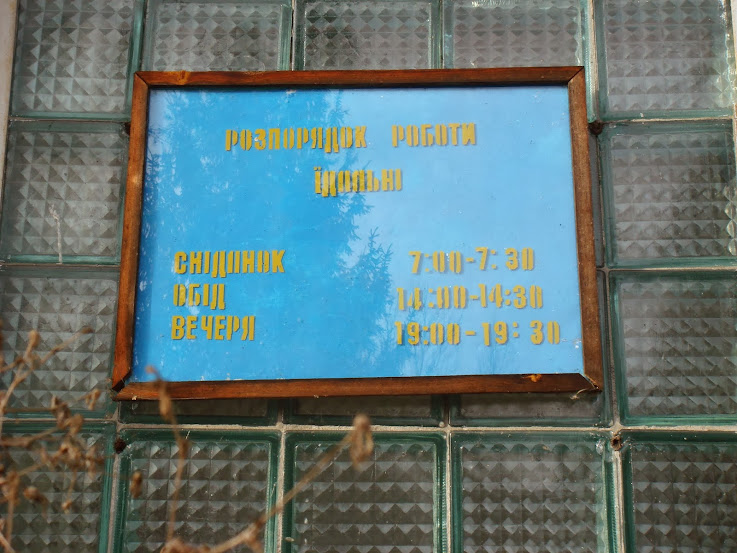 РОЗПОРЯДОК РОБОТИ
ЇДАЛЬНІ
СНІДАНОК 7:00-7:30
ОБІД 14:00-14:30
ВЕЧЕРЯ 19:00-19:30